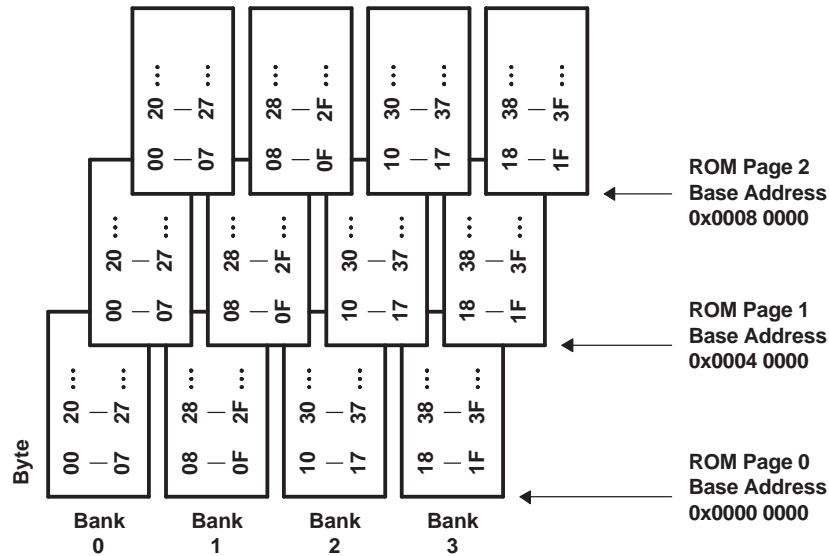 ... ... ... ... ... ... ... ...
20 — 27 28 — 2F 30 — 37 38 — 3F
00 — 07 08 — 0F 10 — 17 18 — 1F
ROM Page 2
Base Address
0x0008 0000
... ... ... ... ... ... ... ...
20 — 27 28 — 2F 30 — 37 38 — 3F
00 — 07 08 — 0F 10 — 17 18 — 1F
ROM Page 1
Base Address
0x0004 0000
... ... ... ... ... ... ... ...
20 — 27 28 — 2F 30 — 37 38 — 3F
Byte
00 — 07 08 — 0F 10 — 17 18 — 1F
ROM Page 0
Base Address
0x0000 0000
Bank Bank Bank Bank
0 1 2 3